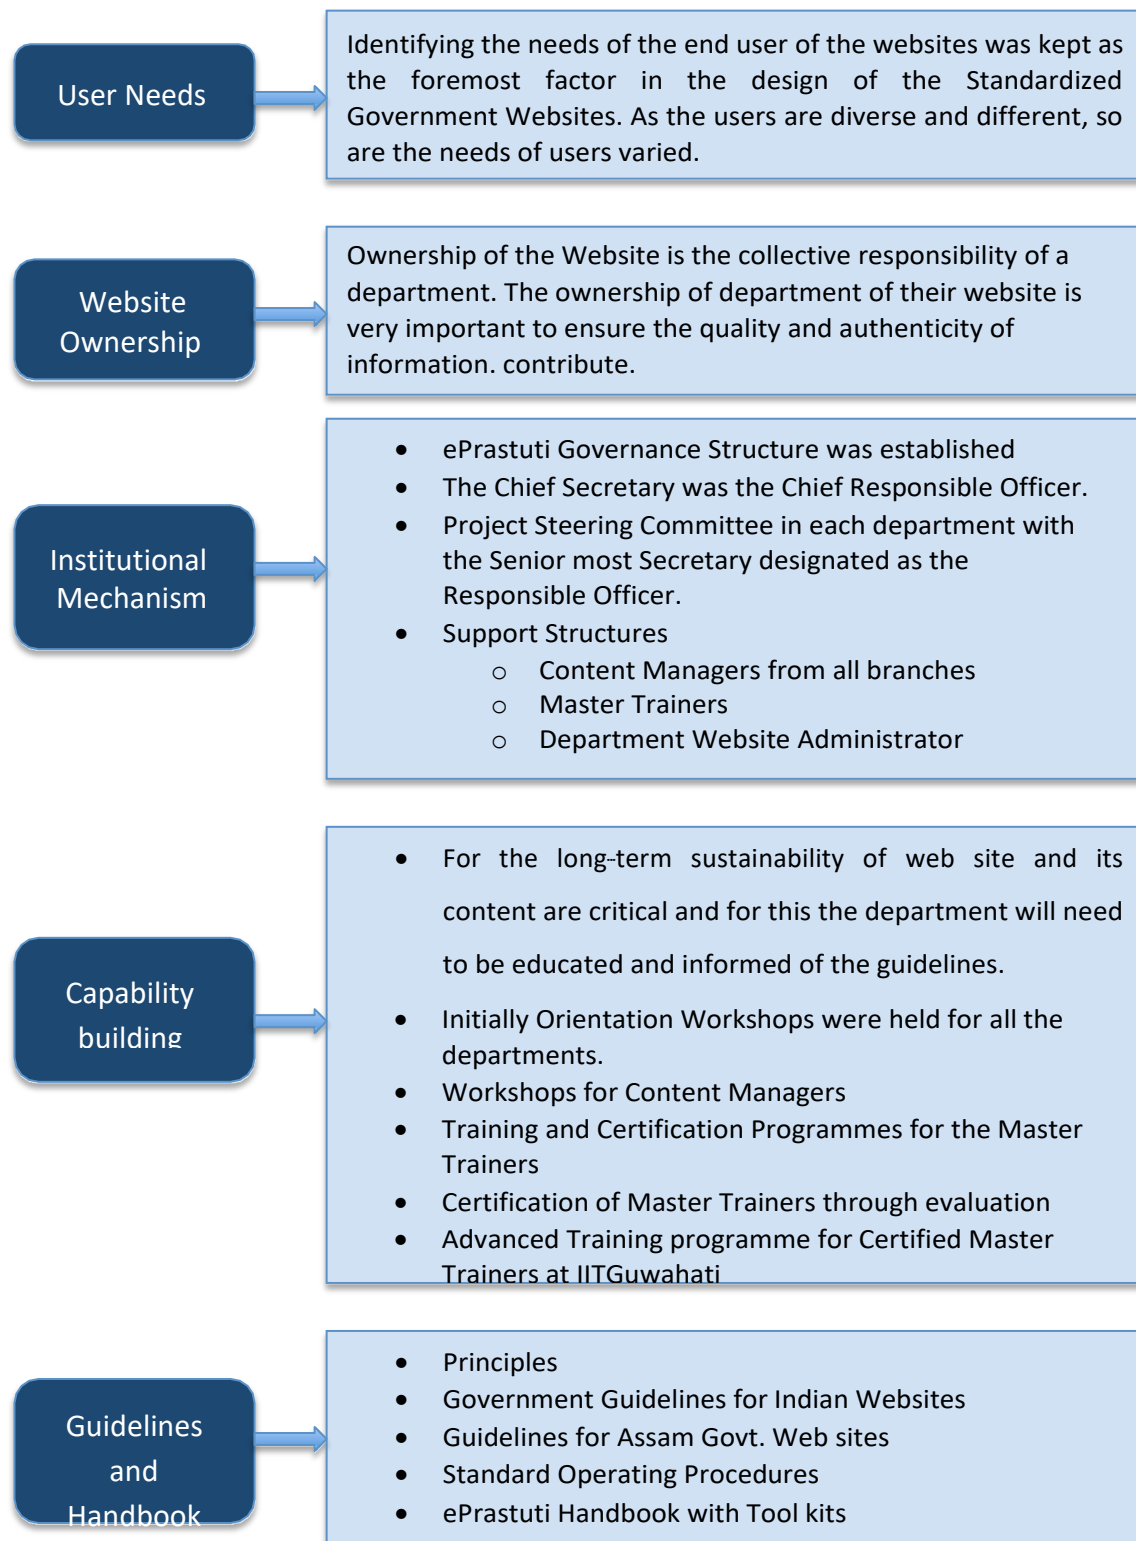 User Needs
Identifying the needs of the end user of the websites was kept as
the foremost factor in the design of the Standardized
Government Websites. As the users are diverse and different, so
are the needs of users varied.
Website
Ownership
Ownership of the Website is the collective responsibility of a
department. The ownership of department of their website is
very important to ensure the quality and authenticity of
information. contribute.
Institutional
Mechanism
• ePrastuti Governance Structure was established
• The Chief Secretary was the Chief Responsible Officer.
• Project Steering Committee in each department with
the Senior most Secretary designated as the
Responsible Officer.
• Support Structures
o Content Managers from all branches
o Master Trainers
o Department Website Administrator
Capability
building
• For the long-term sustainability of web site and its
content are critical and for this the department will need
to be educated and informed of the guidelines.
• Initially Orientation Workshops were held for all the
departments.
• Workshops for Content Managers
• Training and Certification Programmes for the Master
Trainers
• Certification of Master Trainers through evaluation
• Advanced Training programme for Certified Master
Trainers at IITGuwahati
Guidelines
and
Handbook
• Principles
• Government Guidelines for Indian Websites
• Guidelines for Assam Govt. Web sites
• Standard Operating Procedures
• ePrastuti Handbook with Tool kits